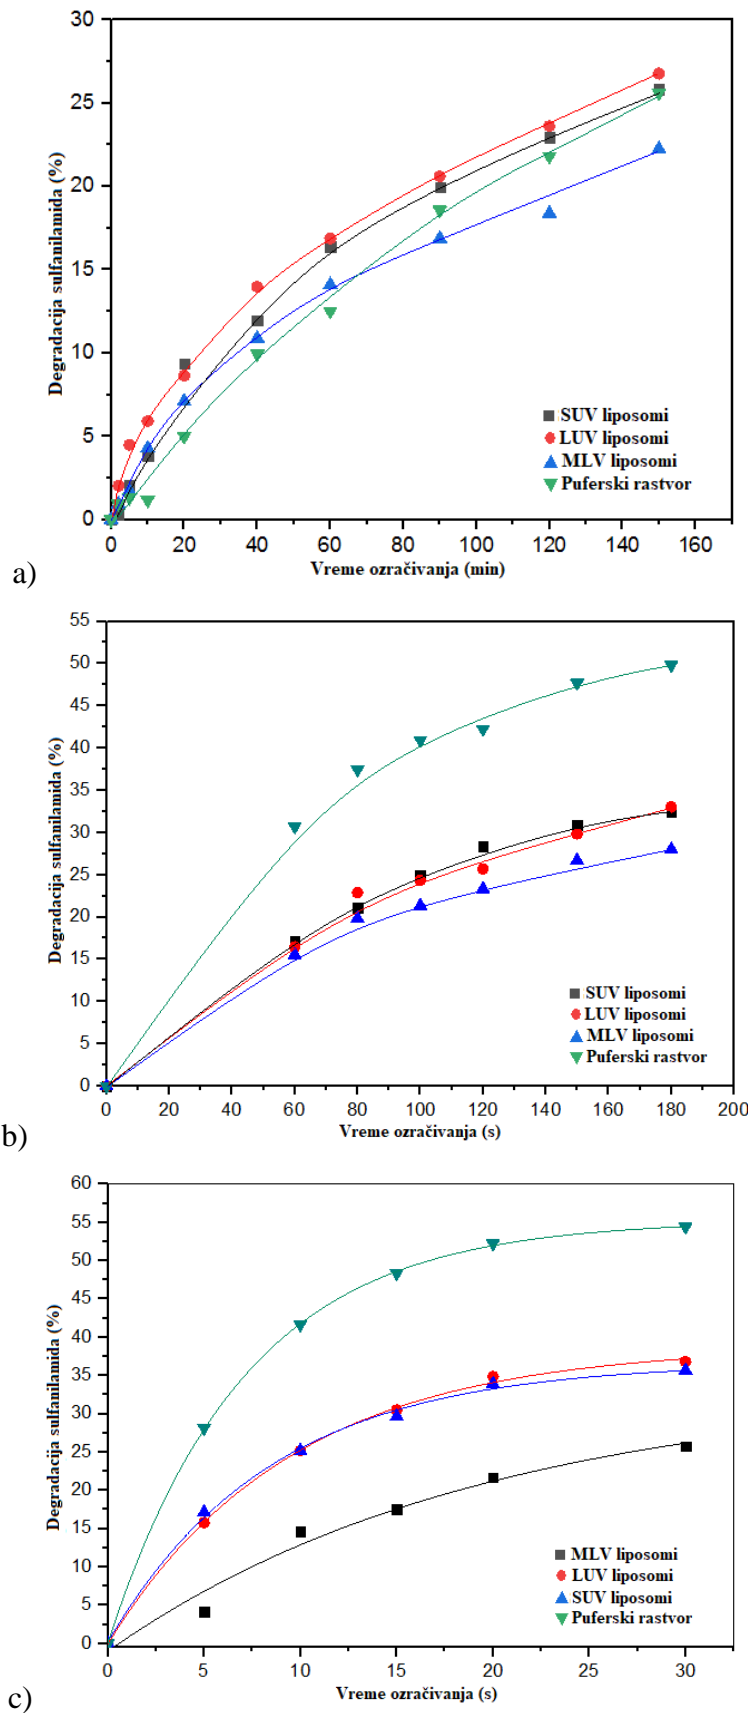 30
25
20
15
10
5
0
Degradacija sulfanilamida (%)
SUV liposomi
LUV liposomi
MLV liposomi
Puferski rastvor
0 20 40 60 80 100 120 140 160
Vreme ozračivanja (min)
a)
55
50
45
40
35
30
25
20
15
10
5
0
Degradacija sulfanilamida (%)
SUV liposomi
LUV liposomi
MLV liposomi
Puferski rastvor
0 20 40 60 80 100 120 140 160 180 200
Vreme ozračivanja (s)
b)
60
55
50
45
40
35
30
25
20
15
10
5
0
Degradacija sulfanilamida (%)
MLV liposomi
LUV liposomi
SUV liposomi
Puferski rastvor
0 5 10 15 20 25 30
Vreme ozračivanja (s)
c)